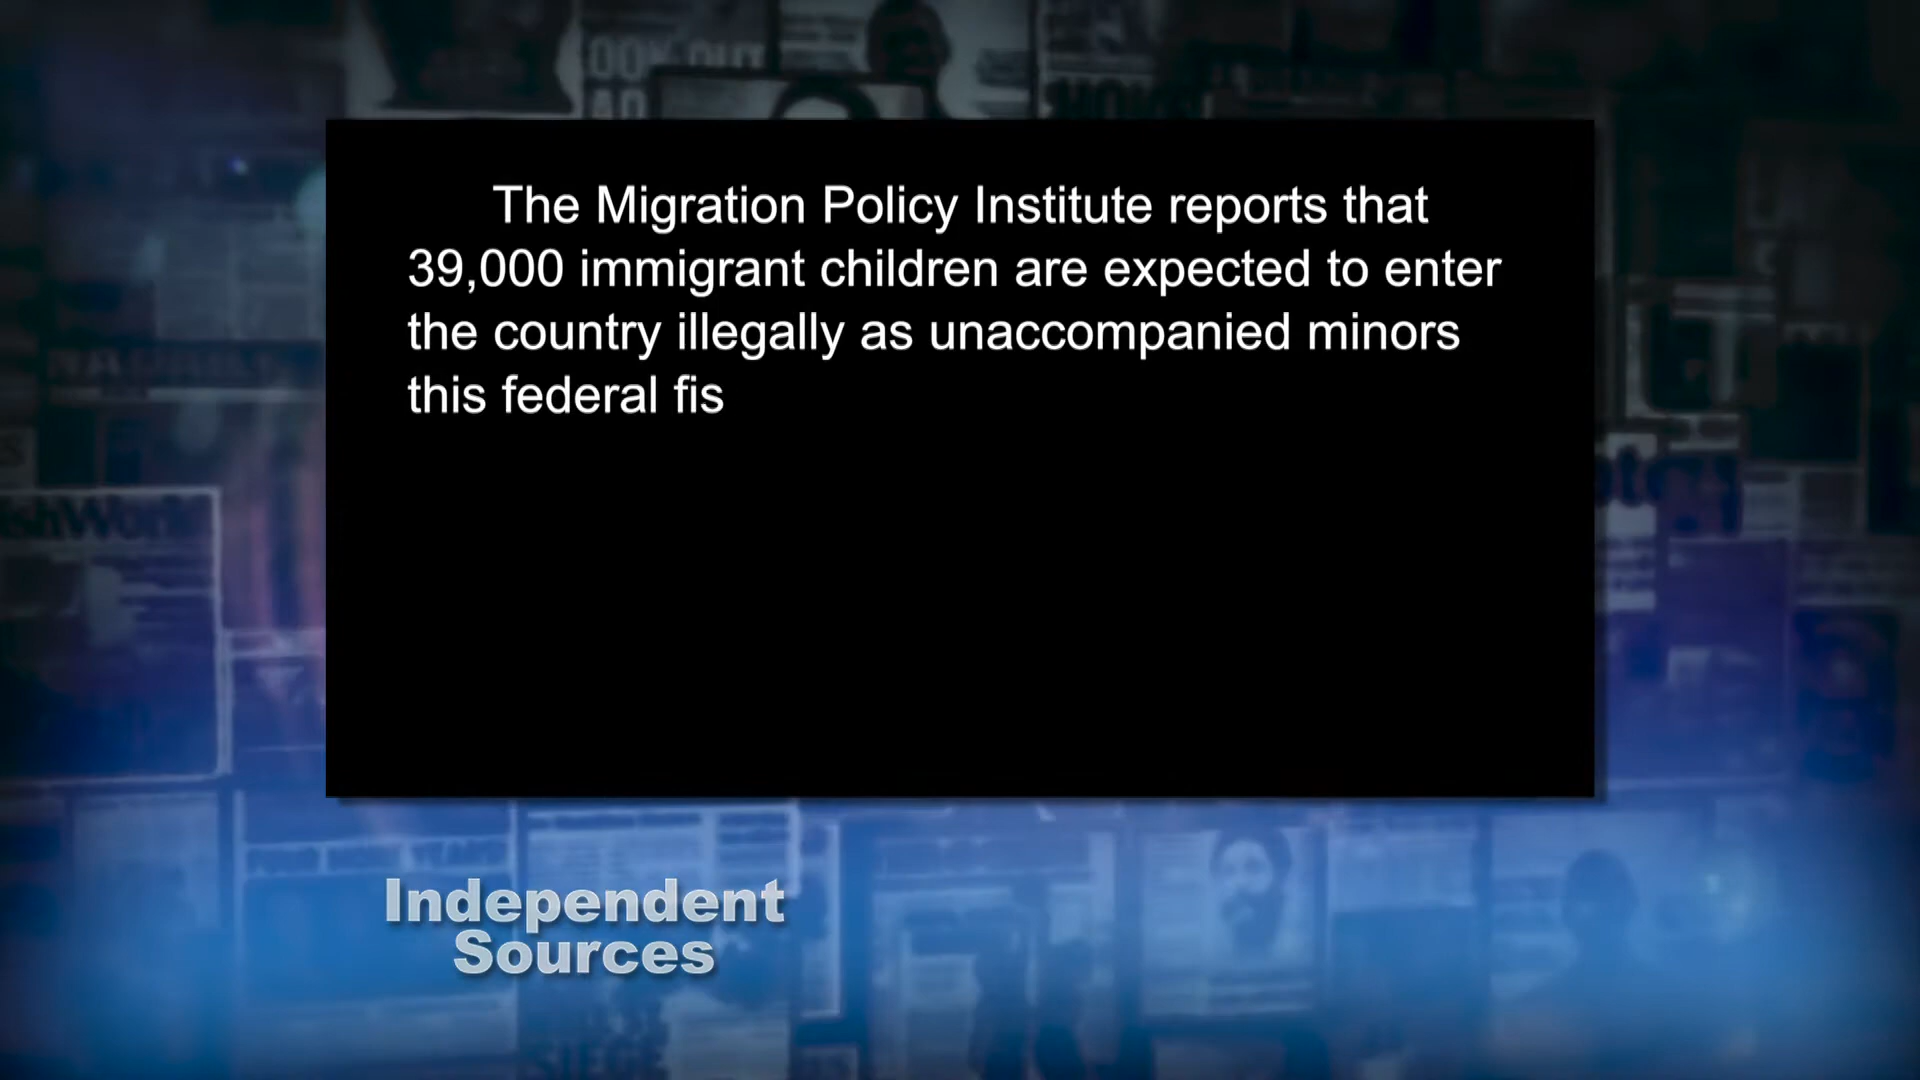 The Migration Policy Institute reports that
39,000 immigrant children are expected to enter
the country illegally as unaccompanied minors
this federal fis
Independent
Sources
SIEGE